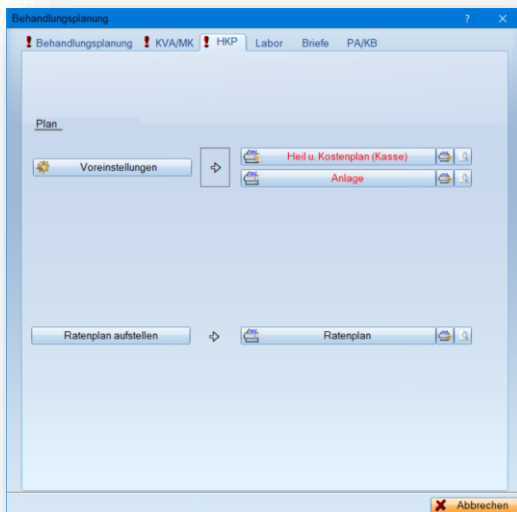 Behandlungsplanung ?
Behandlungsplanung KVA/MK HKP Labor Briefe PA/KB
Plan
Voreinstellungen
Heil u. Kostenplan (Kasse)
Anlage
Ratenplan aufstellen
Ratenplan
Abbrechen